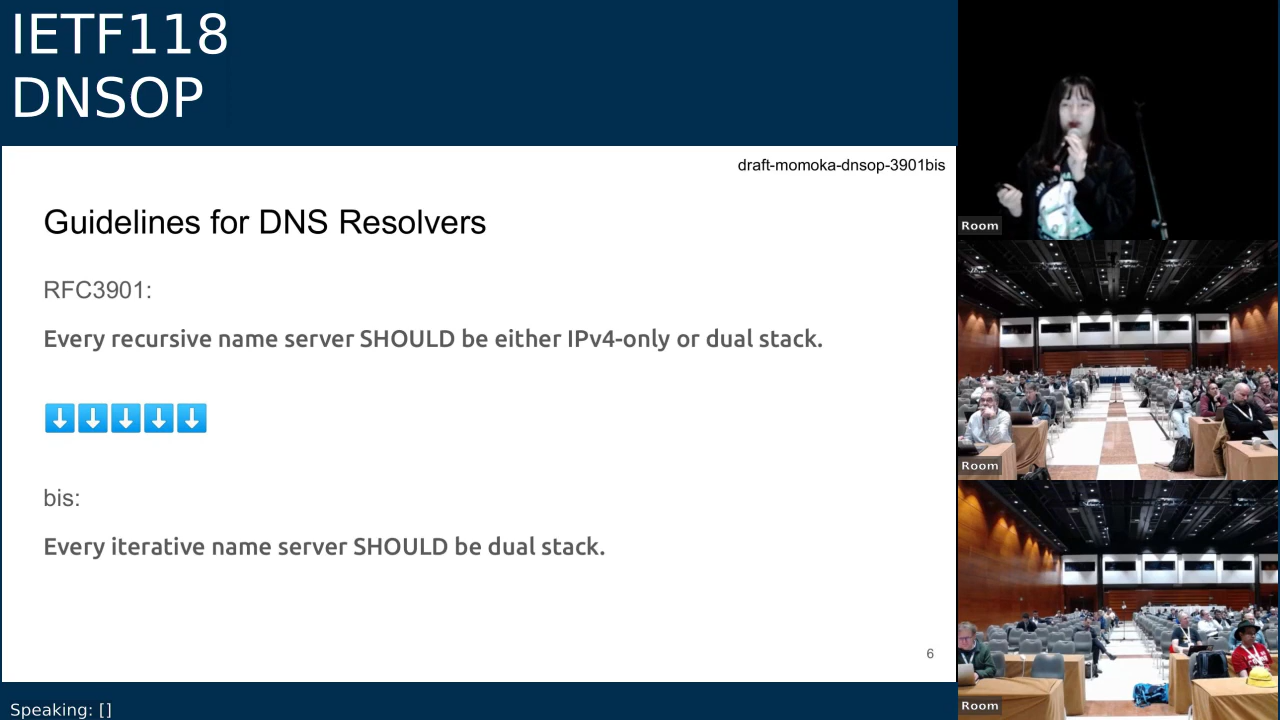 IETF118
DNSOP
draft-momoka-dnsop-3901bis
Guidelines for DNS Resolvers
RFC3901:
Every recursive name server SHOULD be either IPv4-only or dual stack.
bis:
Every iterative name server SHOULD be dual stack.
6
Speaking: []
Room
Room
Room